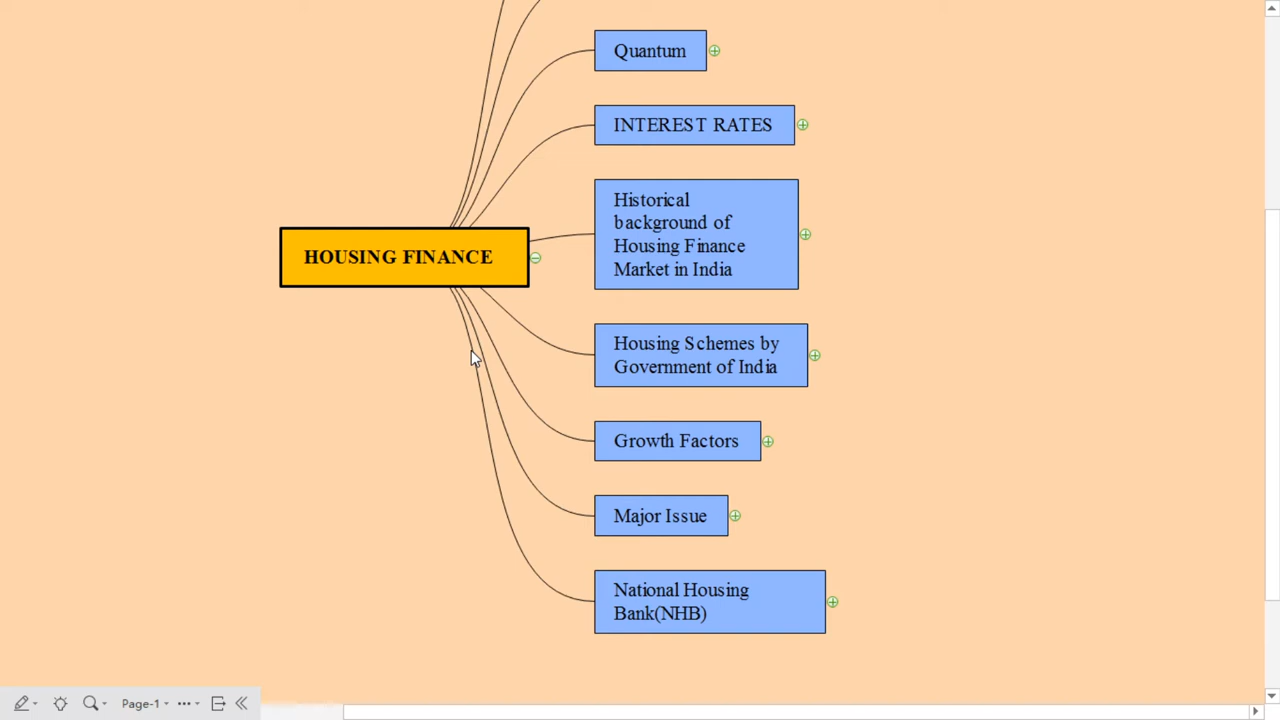 Quantum
INTEREST RATES
Historical
background of
Housing Finance
Market in India
HOUSING FINANCE
Housing Schemes by
Government of India
Growth Factors
Major Issue
National Housing
Bank(NHB)
Page-1